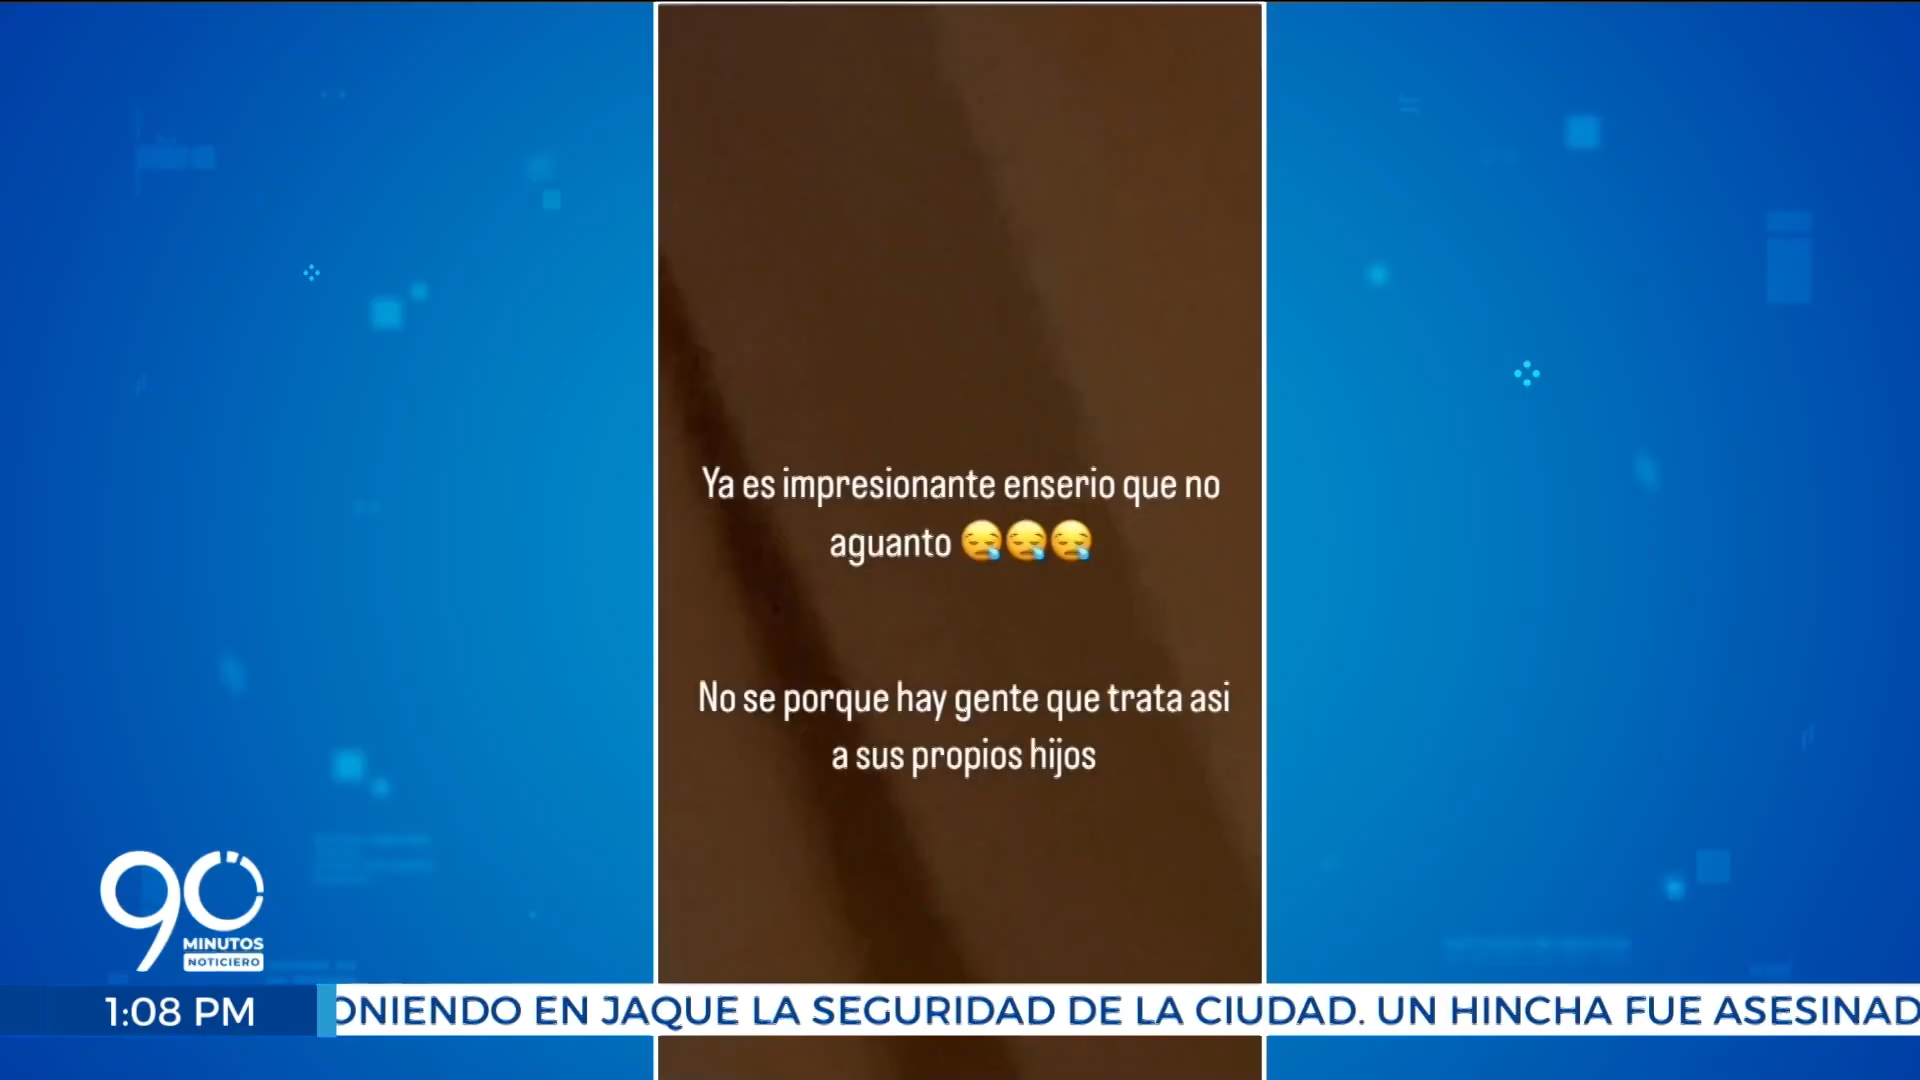 Ya es impresionante enserio que no
aguanto 😪😪😪
No se porque hay gente que trata asi
a sus propios hijos
90
MINUTOS
NOTICIERO
1:08 PM
ONIENDO EN JAQUE LA SEGURIDAD DE LA CIUDAD. UN HINCHA FUE ASESINAD